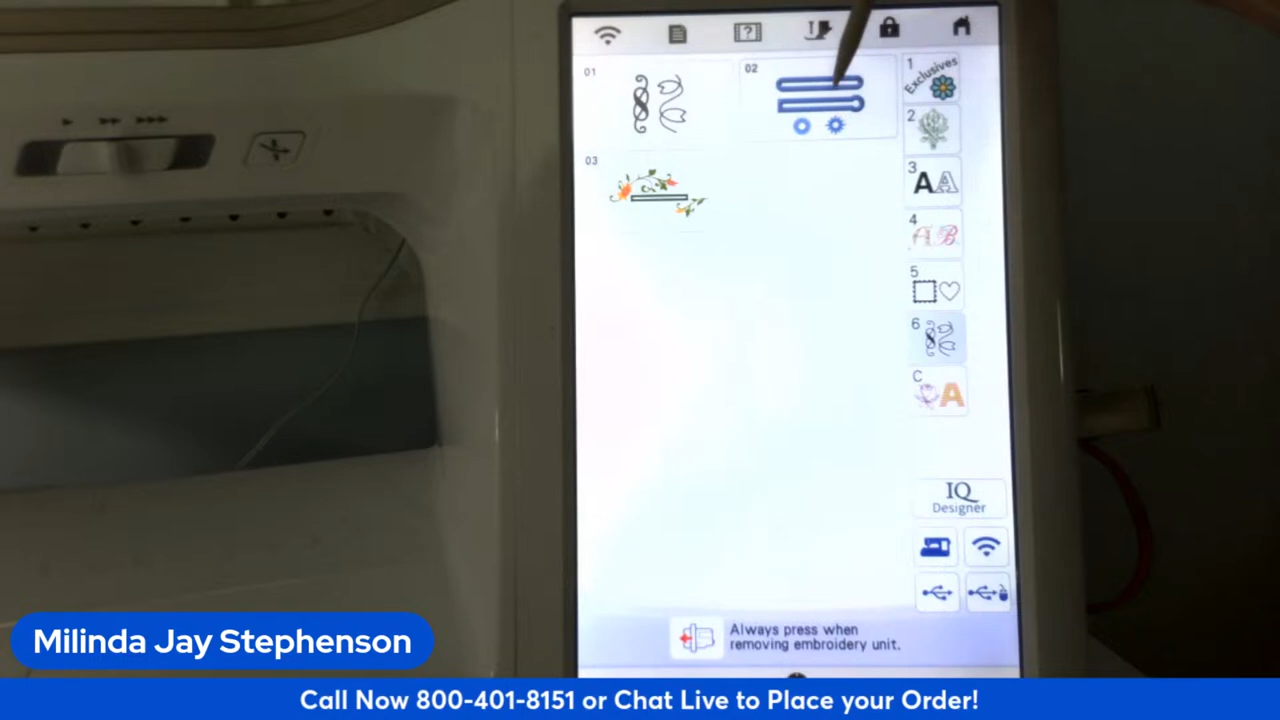 01
02
03
1
Exclusives
2
3
AA
4
AB
5
6
C
A
IQ
Designer
Always press when
removing embroidery unit.
Milinda Jay Stephenson
Call Now 800-401-8151 or Chat Live to Place your Order!